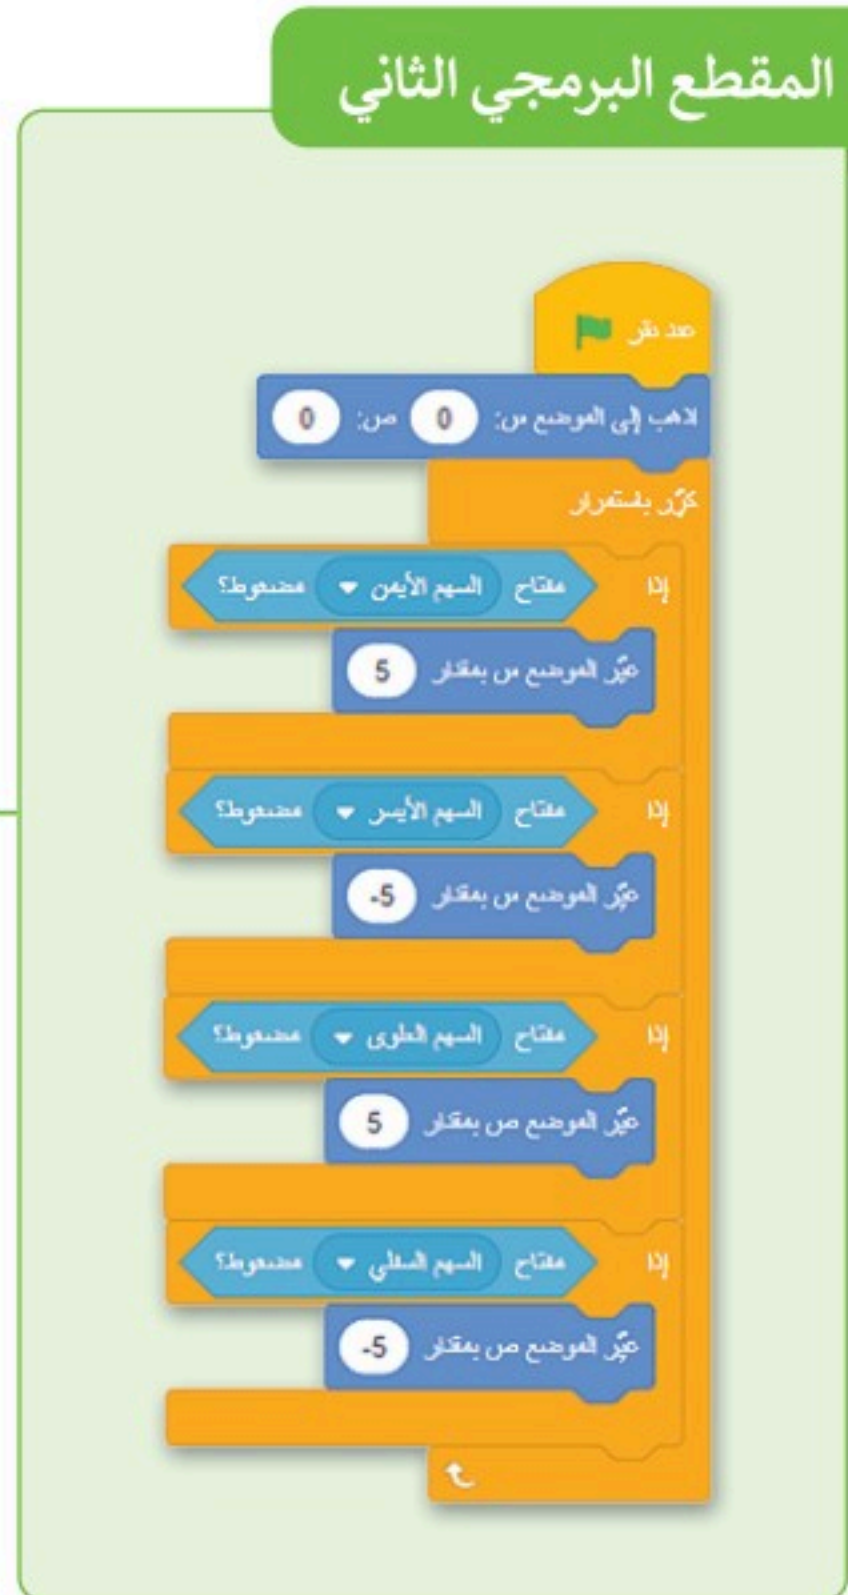 المقطع البرمجي الثاني
عند نقر
اذهب إلى الموضع س: 0 ص: 0
كرّر باستمرار
إذا مفتاح السهم الأيمن مضغوط؟
غيّر الموضع س بمقدار 5
إذا مفتاح السهم الأيسر مضغوط؟
غيّر الموضع س بمقدار -5
إذا مفتاح السهم العلوي مضغوط؟
غيّر الموضع ص بمقدار 5
إذا مفتاح السهم السفلي مضغوط؟
غيّر الموضع ص بمقدار -5